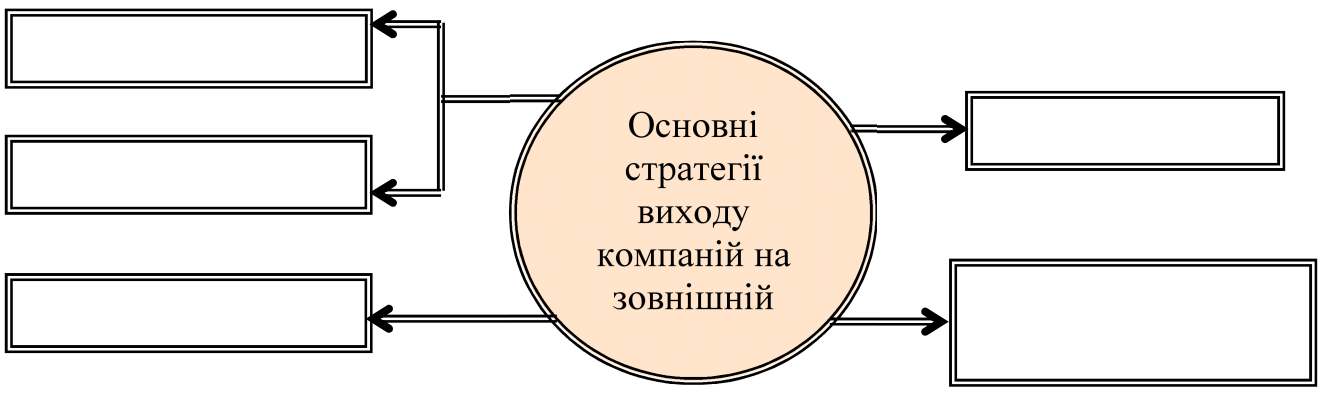 Основні
стратегії
виходу
компаній на
зовнішній